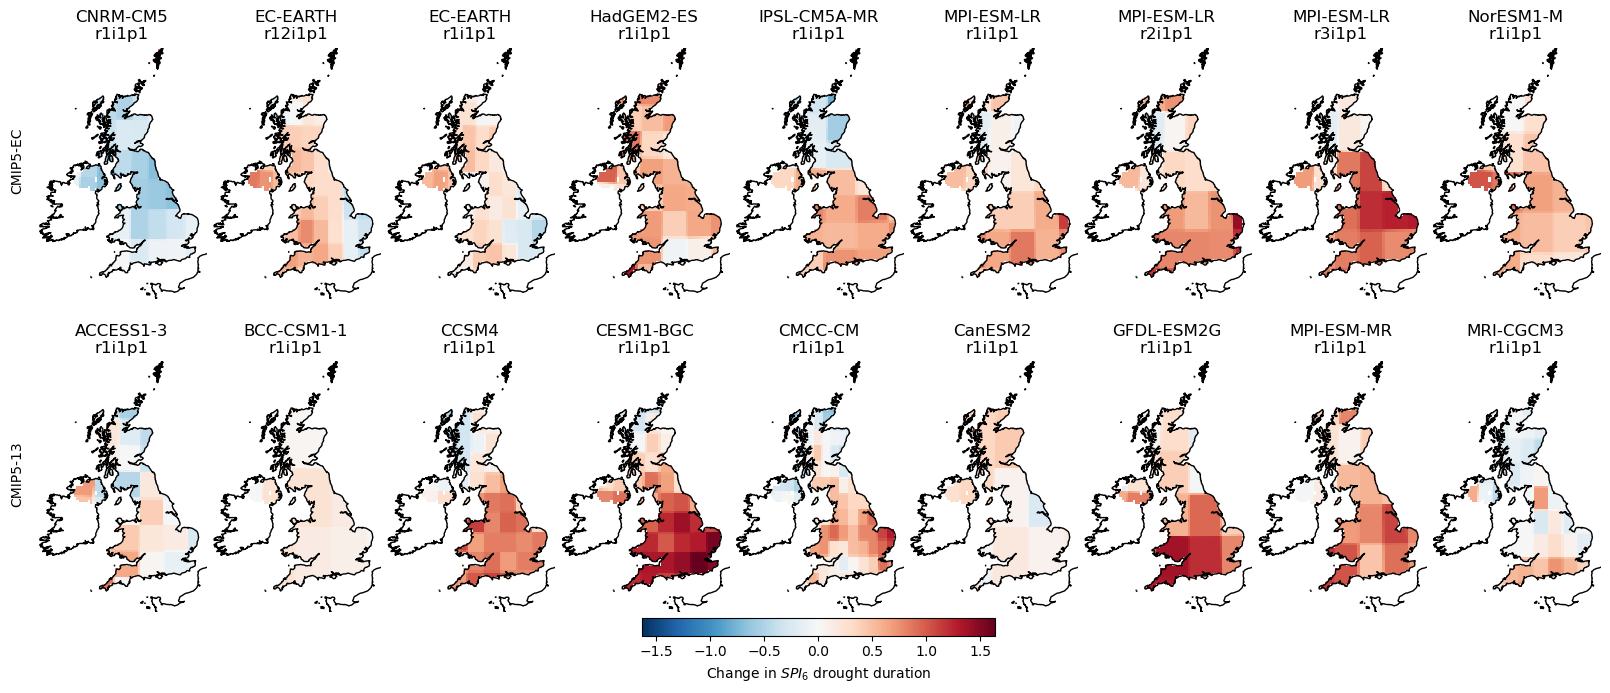 CNRM-CM5 EC-EARTH EC-EARTH HadGEM2-ES IPSL-CM5A-MR MPI-ESM-LR MPI-ESM-LR MPI-ESM-LR NorESM1-M
r1i1p1 r12i1p1 r1i1p1 r1i1p1 r1i1p1 r1i1p1 r2i1p1 r3i1p1 r1i1p1
CMIP5-EC
ACCESS1-3 BCC-CSM1-1 CCSM4 CESM1-BGC CMCC-CM CanESM2 GFDL-ESM2G MPI-ESM-MR MRI-CGCM3
r1i1p1 r1i1p1 r1i1p1 r1i1p1 r1i1p1 r1i1p1 r1i1p1 r1i1p1 r1i1p1
CMIP5-13
−1.5 −1.0 −0.5 0.0 0.5 1.0 1.5
Change in SPI₆ drought duration